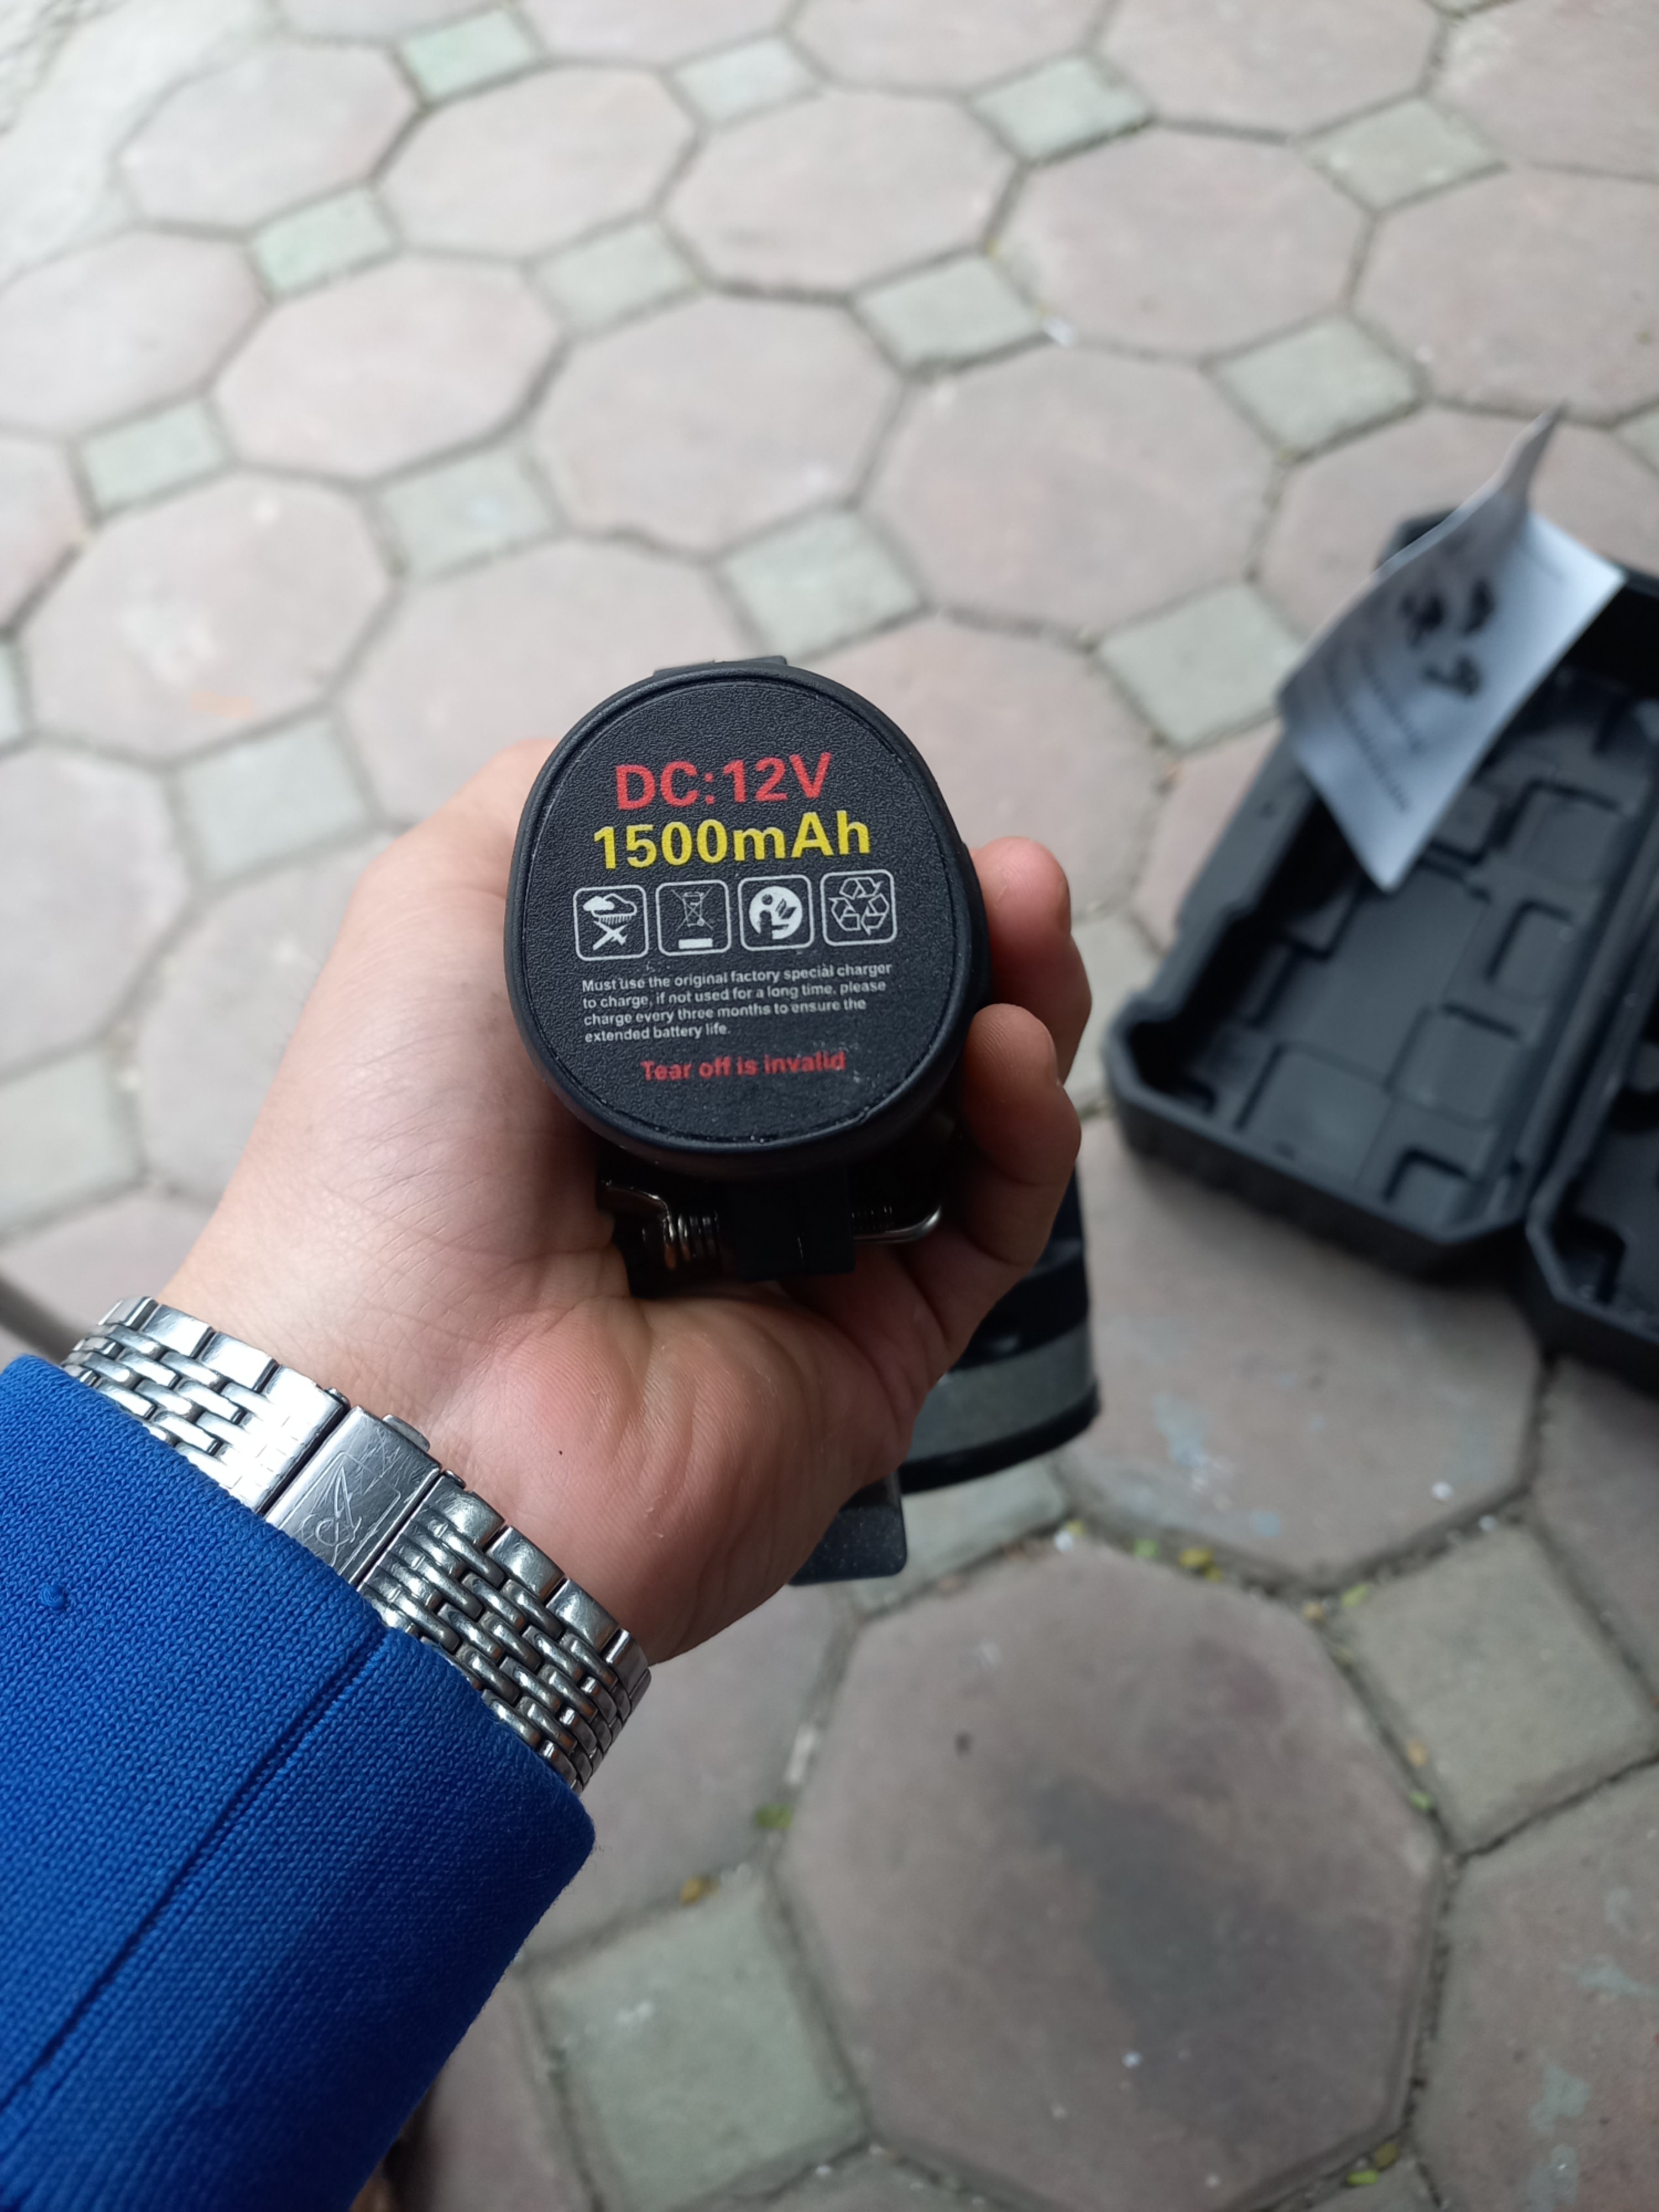 DC:12V
1500mAh
Must use the original factory special charger
to charge, if not used for a long time, please
charge every three months to ensure the
extended battery life.
Tear off is invalid